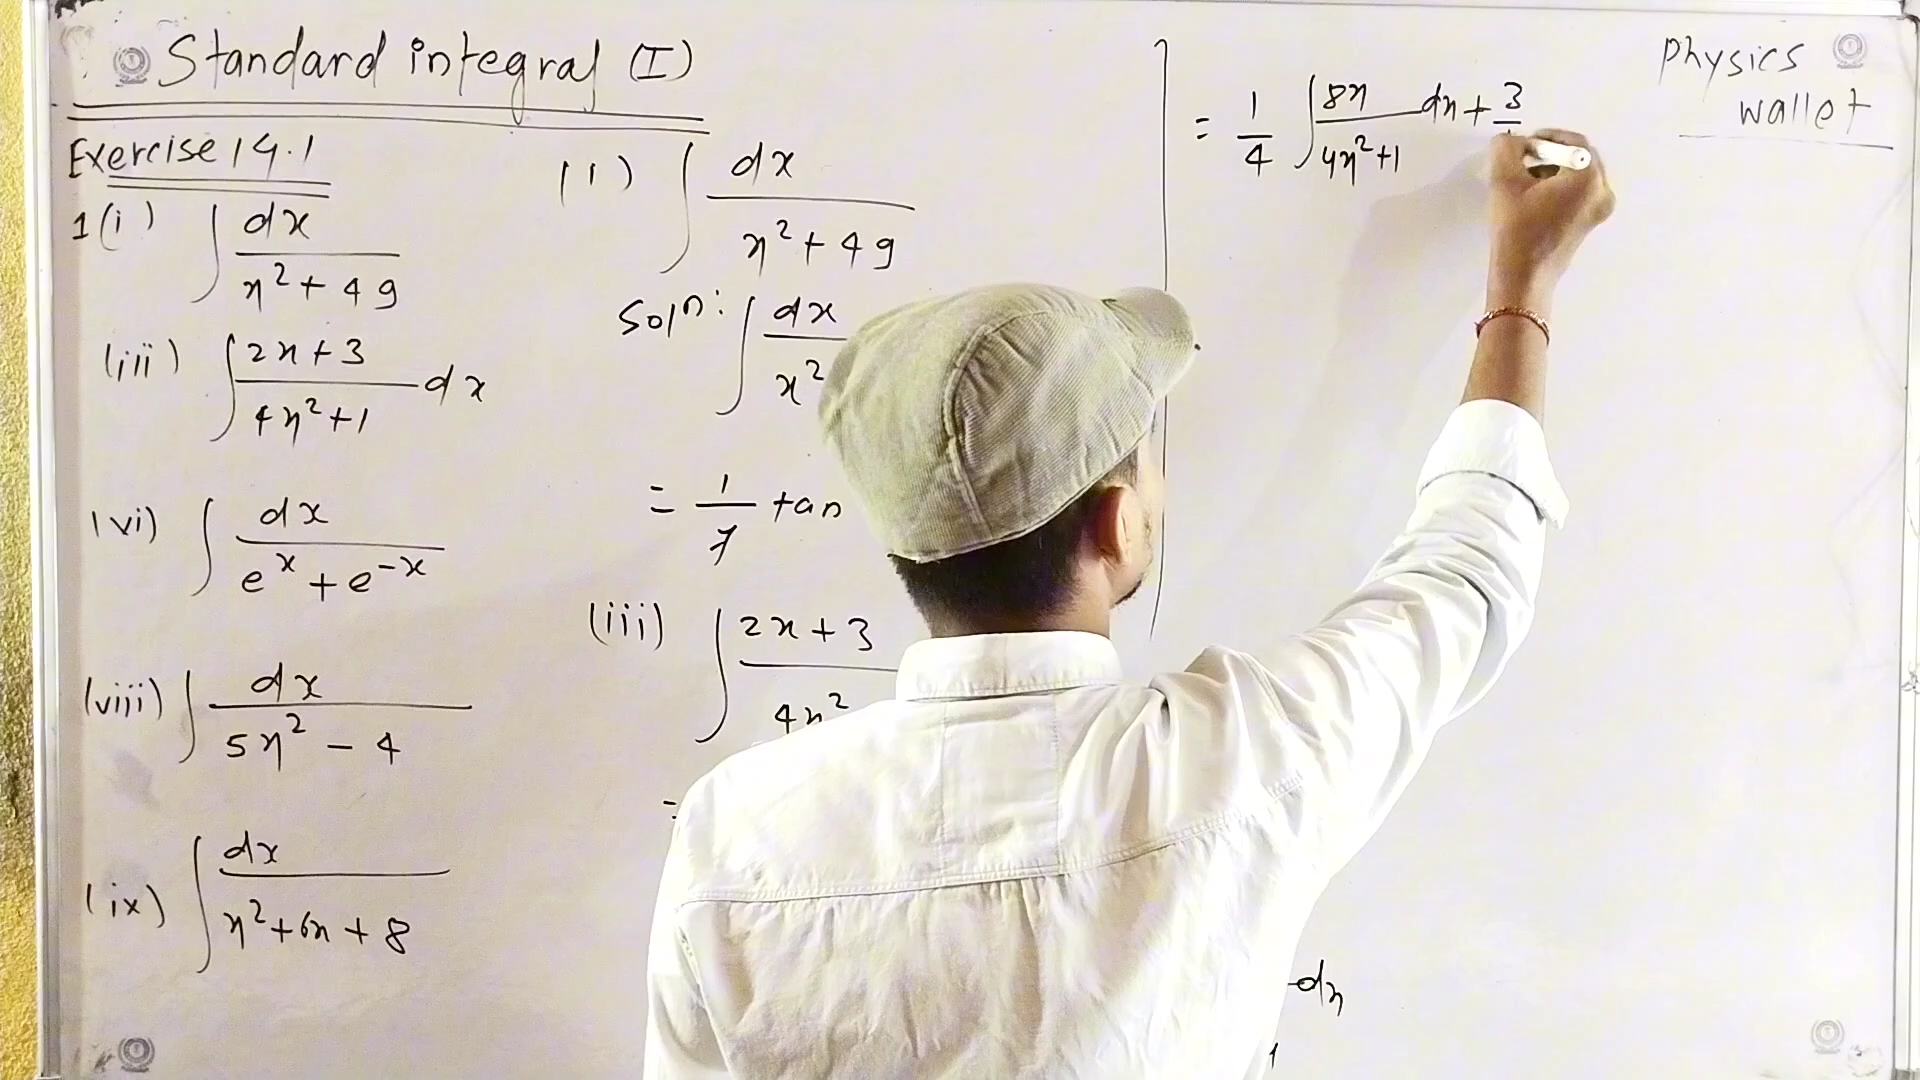 Standard integral (I)
Exercise 14.1
1(i) ∫ dx / x² + 49
(iii) ∫ 2x + 3 / 4x² + 1 dx
(vi) ∫ dx / eˣ + e⁻ˣ
(viii) ∫ dx / 5x² - 4
(ix) ∫ dx / x² + 6x + 8
(i) ∫ dx / x² + 49
Solⁿ: ∫ dx / x²
= 1/7 tan
(iii) ∫ 2x + 3 / 4x²
=
dx
1
= 1/4 ∫ 8x / 4x² + 1 dx + 3
Physics
wallet